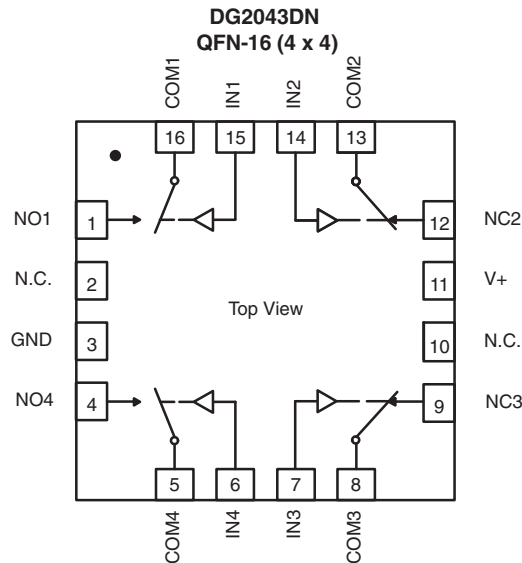 DG2043DN
QFN-16 (4 x 4)
COM1
IN1
IN2
COM2
16
15
14
13
NO1
1
12
NC2
N.C.
2
11
V+
Top View
GND
3
10
N.C.
NO4
4
9
NC3
5
6
7
8
COM4
IN4
IN3
COM3